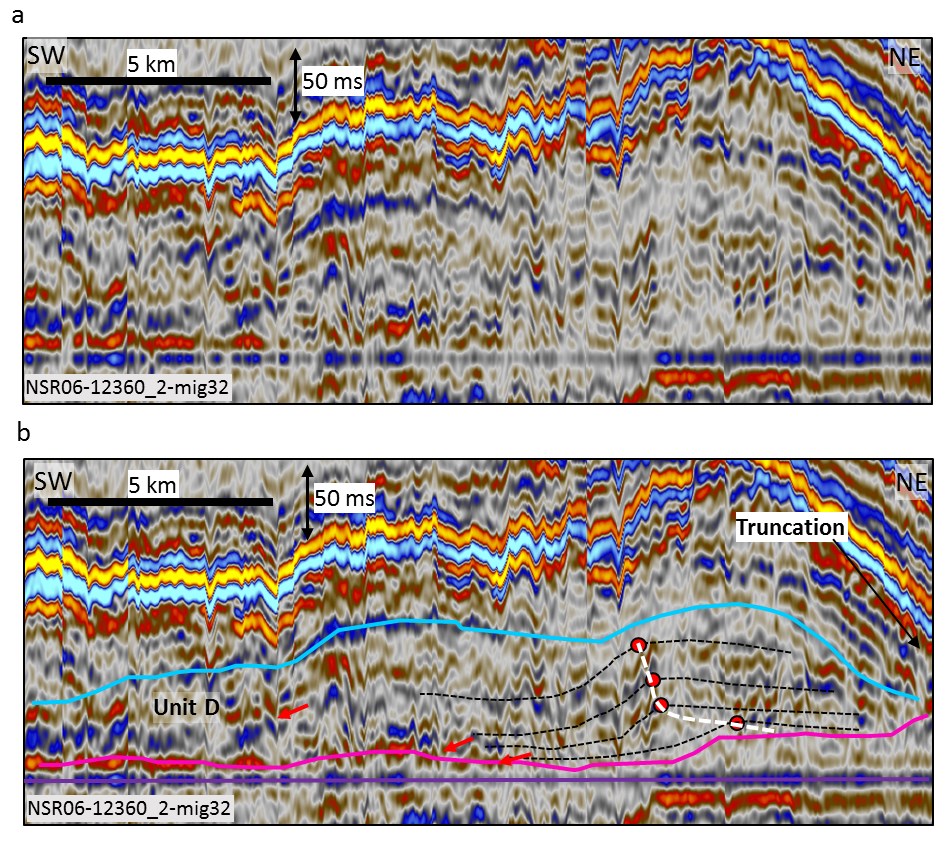 a
SW
5 km
50 ms
NE
NSR06-12360_2-mig32
b
SW
5 km
50 ms
NE
Truncation
Unit D
NSR06-12360_2-mig32